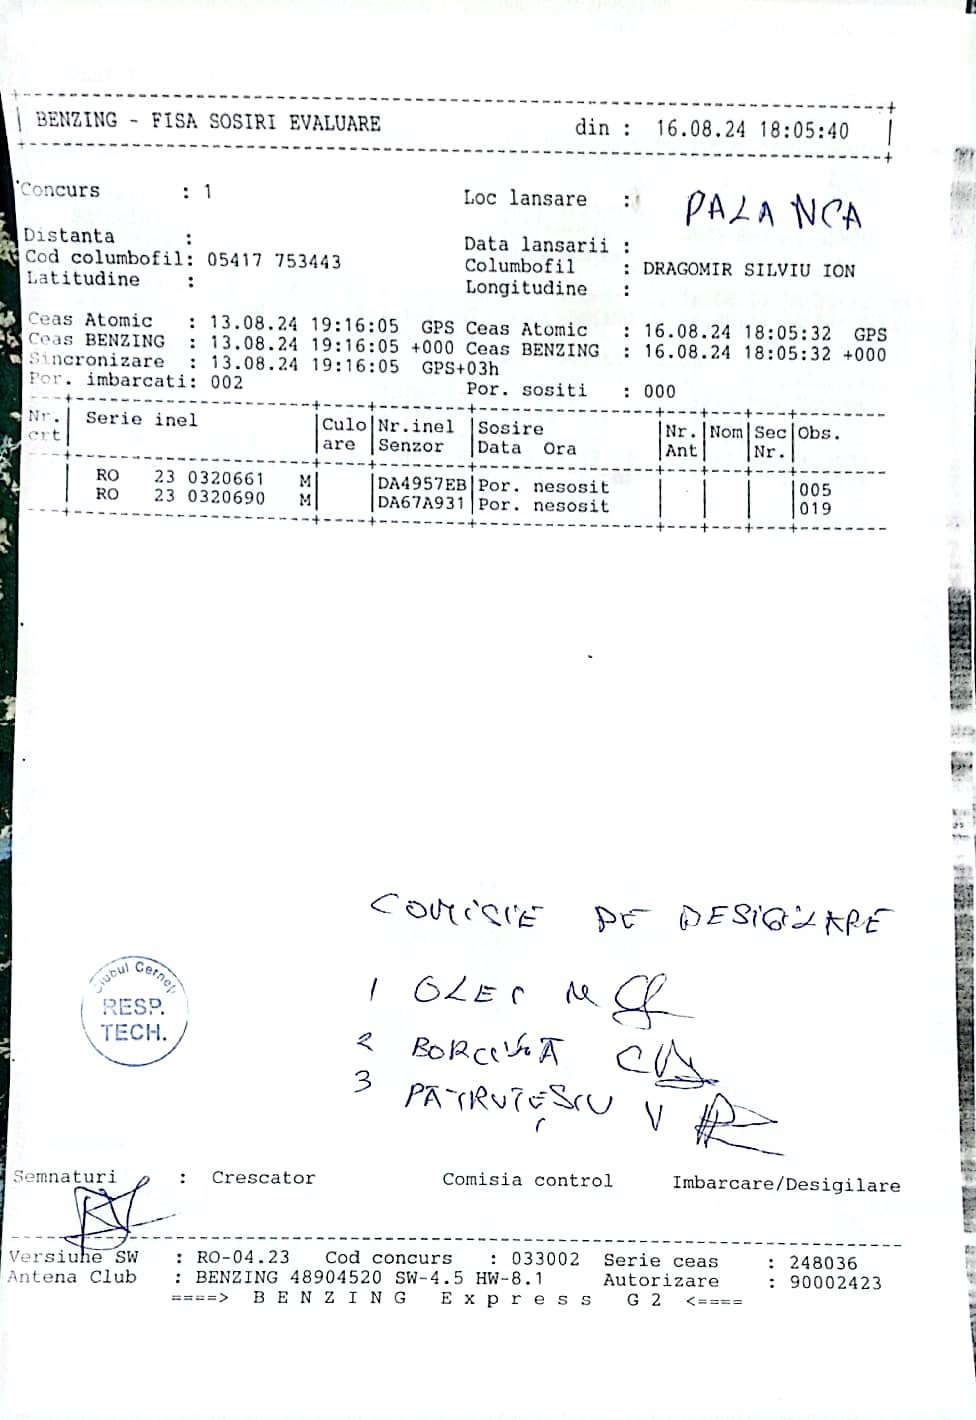 BENZING - FISA SOSIRI EVALUARE din : 16.08.24 18:05:40
Concurs : 1 Loc lansare : PALANCA
Distanta : Data lansarii :
Cod columbofil: 05417 753443 Columbofil : DRAGOMIR SILVIU ION
Latitudine : Longitudine :
Ceas Atomic : 13.08.24 19:16:05 GPS Ceas Atomic : 16.08.24 18:05:32 GPS
Ceas BENZING : 13.08.24 19:16:05 +000 Ceas BENZING : 16.08.24 18:05:32 +000
Sincronizare : 13.08.24 19:16:05 GPS+03h
Por. imbarcati: 002 Por. sositi : 000
Nr. Serie inel Culo Nr.inel Sosire Nr. Nom Sec Obs.
crt are Senzor Data Ora Ant Nr.
RO 23 0320661 M DA4957EB Por. nesosit 005
RO 23 0320690 M DA67A931 Por. nesosit 019
COMISIE DE DESIGILARE
1 OLEC M
2
3 PATRUȚESCU V
Clubul Cerneți
RESP.
TECH.
Semnaturi : Crescator Comisia control Imbarcare/Desigilare
Versiune SW : RO-04.23 Cod concurs : 033002 Serie ceas : 248036
Antena Club : BENZING 48904520 SW-4.5 HW-8.1 Autorizare : 90002423
====> B E N Z I N G E x p r e s s G 2 <====